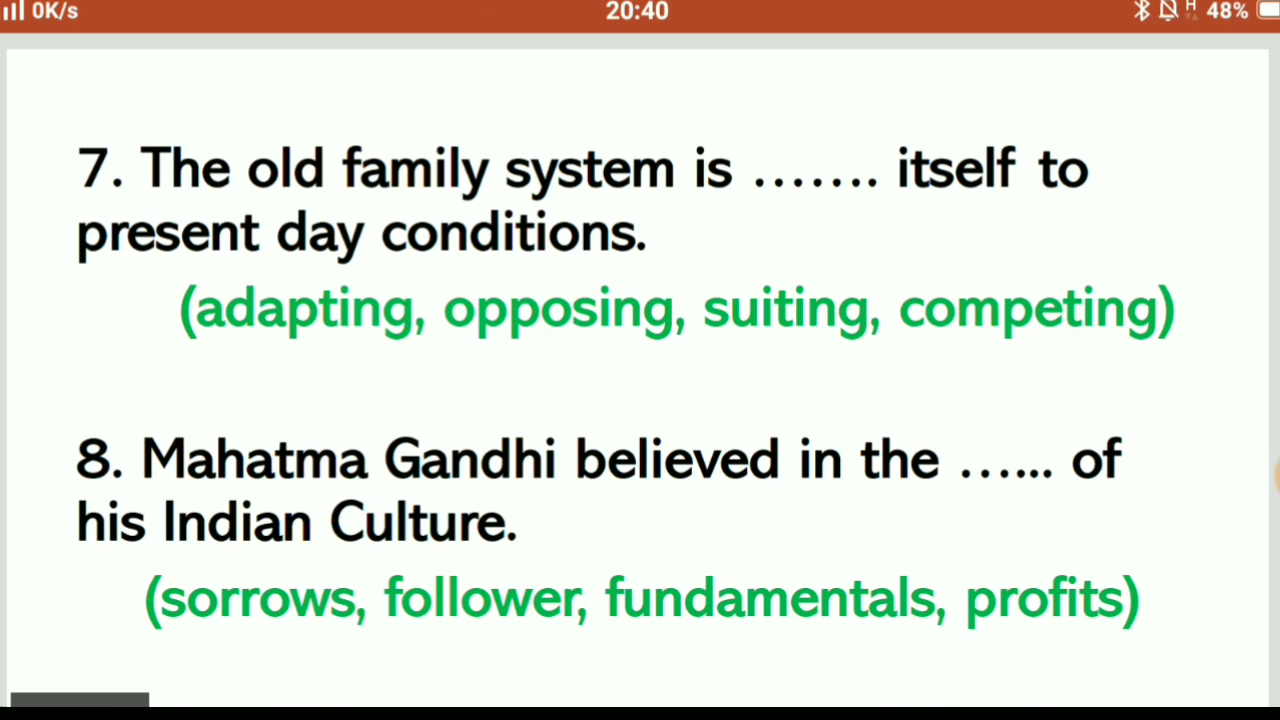 0K/s 20:40 H 48%
7. The old family system is ....... itself to
present day conditions.
(adapting, opposing, suiting, competing)
8. Mahatma Gandhi believed in the ...... of
his Indian Culture.
(sorrows, follower, fundamentals, profits)